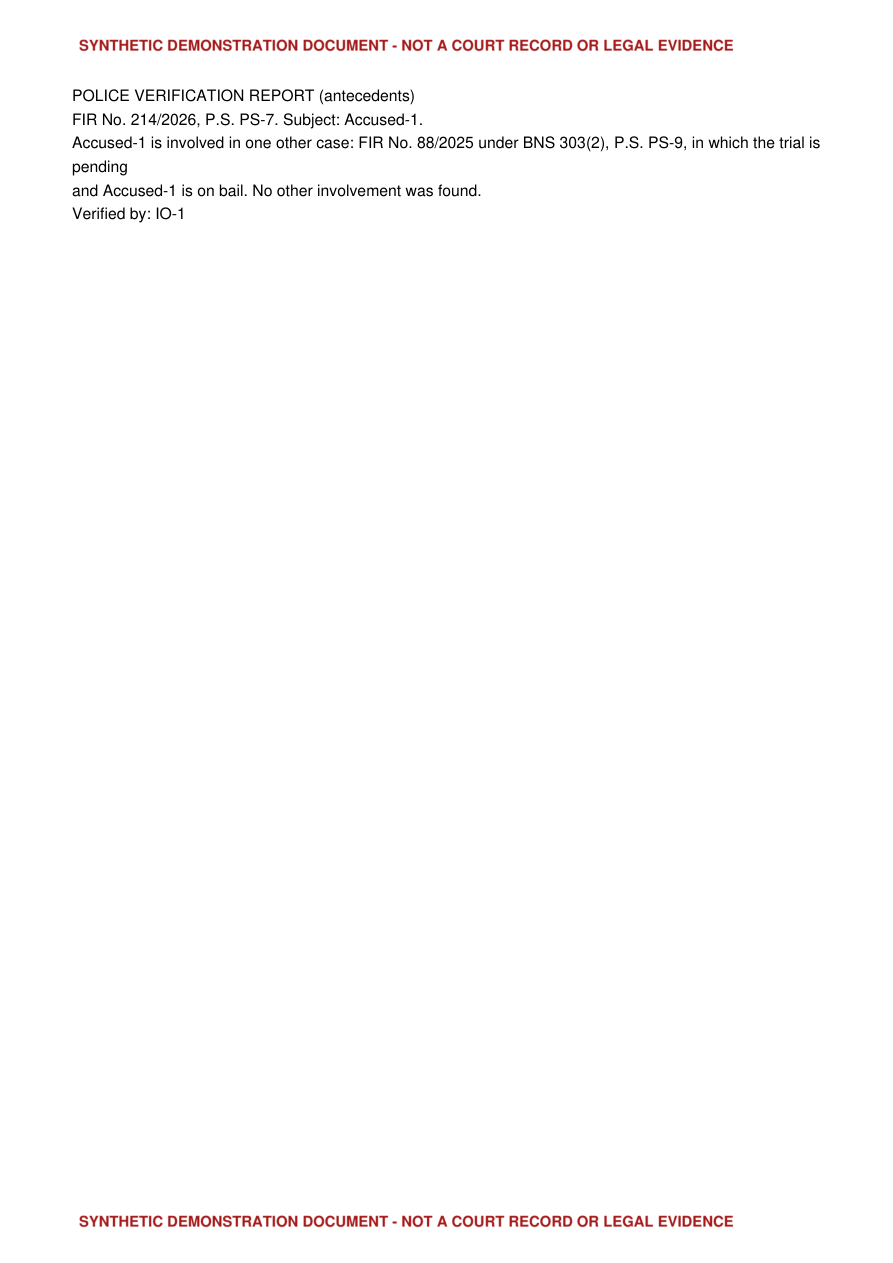 SYNTHETIC DEMONSTRATION DOCUMENT - NOT A COURT RECORD OR LEGAL EVIDENCE
POLICE VERIFICATION REPORT (antecedents)
FIR No. 214/2026, P.S. PS-7. Subject: Accused-1.
Accused-1 is involved in one other case: FIR No. 88/2025 under BNS 303(2), P.S. PS-9, in which the trial is
pending
and Accused-1 is on bail. No other involvement was found.
Verified by: IO-1
SYNTHETIC DEMONSTRATION DOCUMENT - NOT A COURT RECORD OR LEGAL EVIDENCE